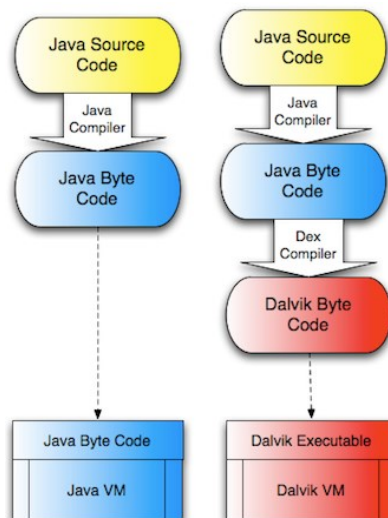 Java Source
Code
Java
Compiler
Java Byte
Code
Java Byte Code
Java VM
Java Source
Code
Java
Compiler
Java Byte
Code
Dex
Compiler
Dalvik Byte
Code
Dalvik Executable
Dalvik VM